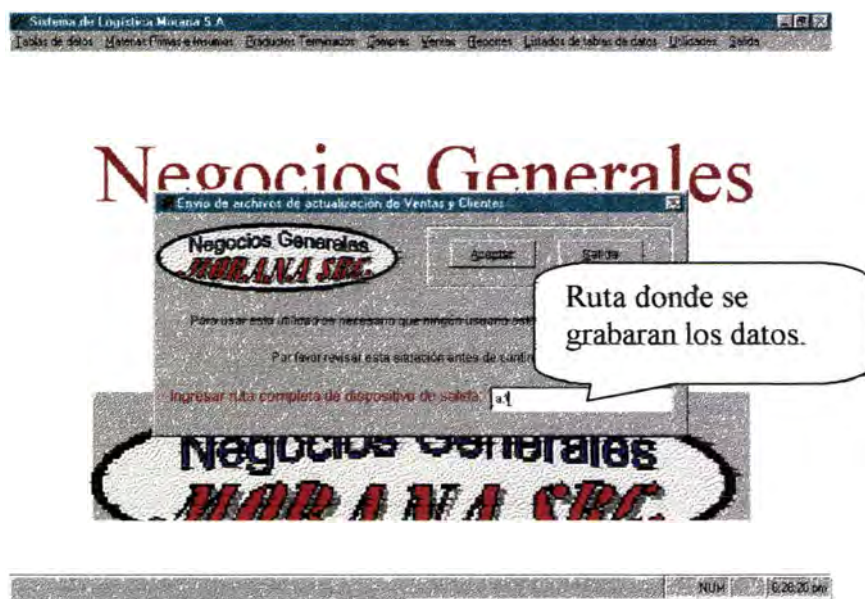 Sistema de Logística Morana S.A.
Tablas de datos Materias Primas e Insumos Productos Terminados Compras Ventas Reportes Listados de tablas de datos Utilidades Salida
Negocios Generales
Envio de archivos de actualización de Ventas y Clientes
Negocios Generales
MORANA SRL.
Aceptar Salida
Para usar esta utilidad es necesario que ningún usuario
Por favor revisar esta situación antes de
Ingresar ruta completa de dispositivo de salida: a:\
Ruta donde se
grabaran los datos.
Negocios Generales
MORANA SRL.
NUM 6:26:20 pm